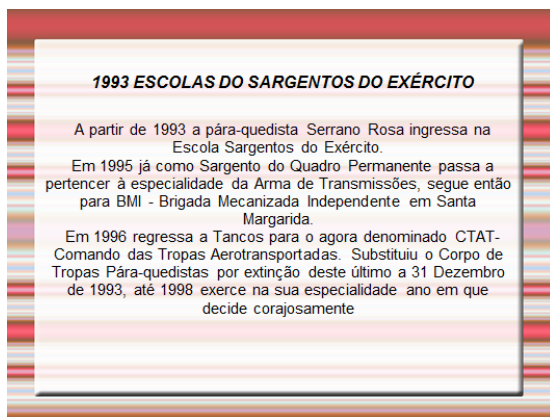 1993 ESCOLAS DO SARGENTOS DO EXÉRCITO
A partir de 1993 a pára-quedista Serrano Rosa ingressa na
Escola Sargentos do Exército.
Em 1995 já como Sargento do Quadro Permanente passa a
pertencer à especialidade da Arma de Transmissões, segue então
para BMI - Brigada Mecanizada Independente em Santa
Margarida.
Em 1996 regressa a Tancos para o agora denominado CTAT-
Comando das Tropas Aerotransportadas. Substituiu o Corpo de
Tropas Pára-quedistas por extinção deste último a 31 Dezembro
de 1993, até 1998 exerce na sua especialidade ano em que
decide corajosamente